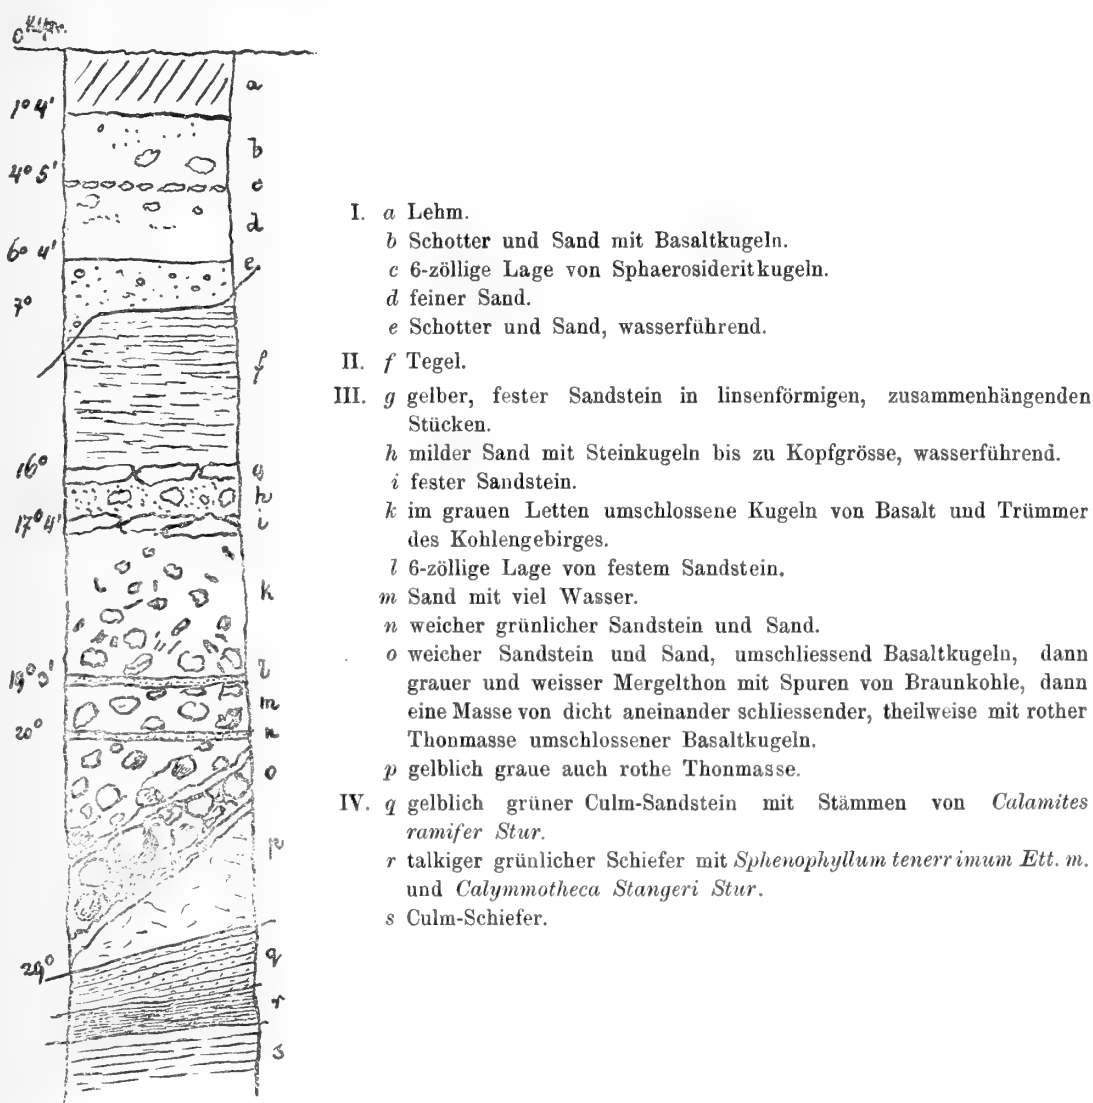 0 Klftr.
a
1° 4'
b
4° 5'
c
d
6° 4'
e
7°
f
16°
g
h
17° 4'
i
k
19° 3'
l
m
20°
n
o
p
29°
q
r
s
I. a Lehm.
b Schotter und Sand mit Basaltkugeln.
c 6-zöllige Lage von Sphaerosideritkugeln.
d feiner Sand.
e Schotter und Sand, wasserführend.
II. f Tegel.
III. g gelber, fester Sandstein in linsenförmigen, zusammenhängenden
Stücken.
h milder Sand mit Steinkugeln bis zu Kopfgrösse, wasserführend.
i fester Sandstein.
k im grauen Letten umschlossene Kugeln von Basalt und Trümmer
des Kohlengebirges.
l 6-zöllige Lage von festem Sandstein.
m Sand mit viel Wasser.
n weicher grünlicher Sandstein und Sand.
o weicher Sandstein und Sand, umschliessend Basaltkugeln, dann
grauer und weisser Mergelthon mit Spuren von Braunkohle, dann
eine Masse von dicht aneinander schliessender, theilweise mit rother
Thonmasse umschlossener Basaltkugeln.
p gelblich graue auch rothe Thonmasse.
IV. q gelblich grüner Culm-Sandstein mit Stämmen von Calamites
ramifer Stur.
r talkiger grünlicher Schiefer mit Sphenophyllum tenerrimum Ett. m.
und Calymmotheca Stangeri Stur.
s Culm-Schiefer.